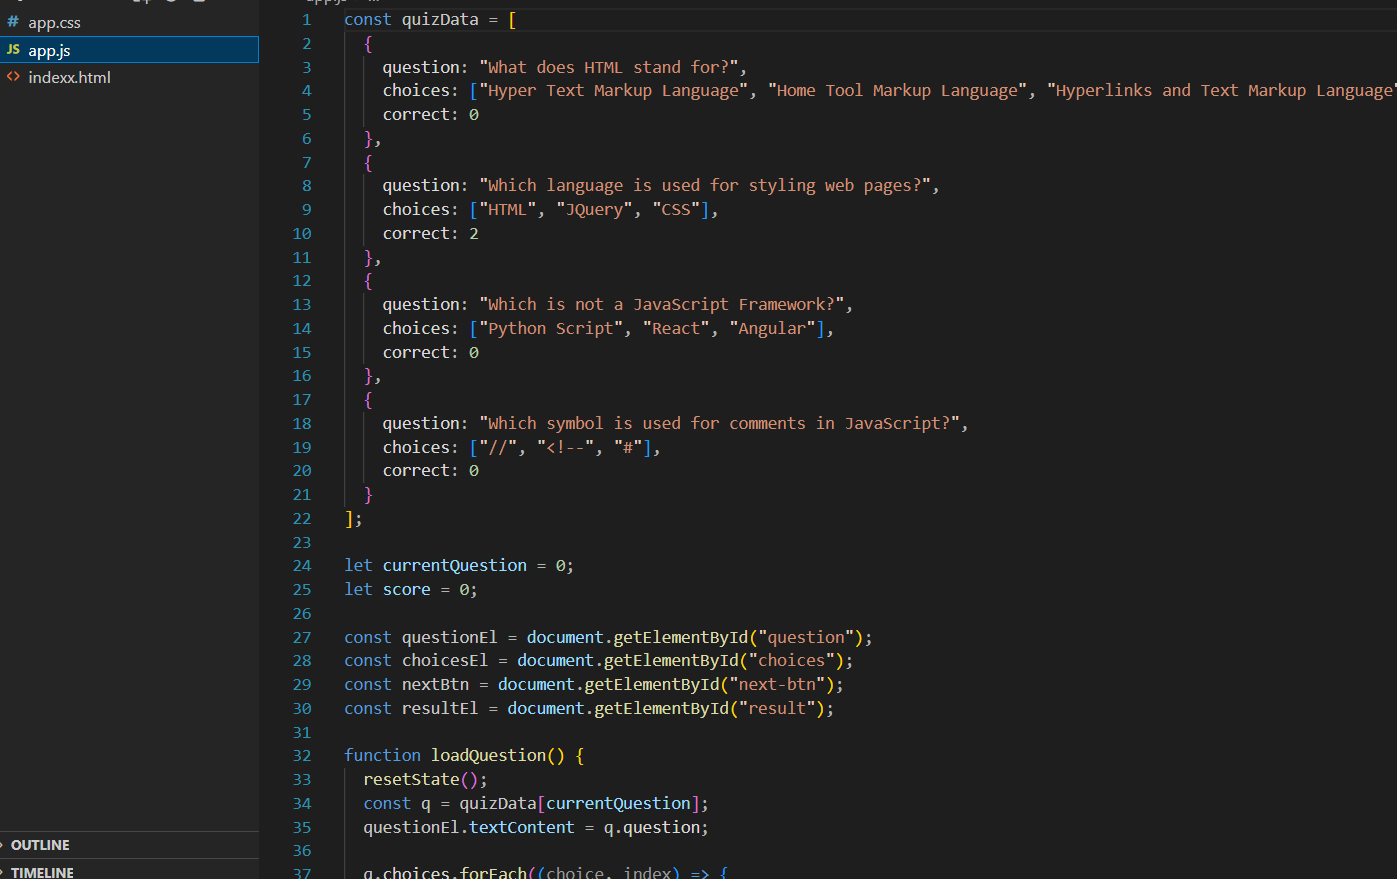 # app.css
JS app.js
<> indexx.html
OUTLINE
TIMELINE
1 const quizData = [
2 {
3 question: "What does HTML stand for?",
4 choices: ["Hyper Text Markup Language", "Home Tool Markup Language", "Hyperlinks and Text Markup Language"
5 correct: 0
6 },
7 {
8 question: "Which language is used for styling web pages?",
9 choices: ["HTML", "JQuery", "CSS"],
10 correct: 2
11 },
12 {
13 question: "Which is not a JavaScript Framework?",
14 choices: ["Python Script", "React", "Angular"],
15 correct: 0
16 },
17 {
18 question: "Which symbol is used for comments in JavaScript?",
19 choices: ["//", "<!--", "#"],
20 correct: 0
21 }
22 ];
23
24 let currentQuestion = 0;
25 let score = 0;
26
27 const questionEl = document.getElementById("question");
28 const choicesEl = document.getElementById("choices");
29 const nextBtn = document.getElementById("next-btn");
30 const resultEl = document.getElementById("result");
31
32 function loadQuestion() {
33 resetState();
34 const q = quizData[currentQuestion];
35 questionEl.textContent = q.question;
36
37 q.choices.forEach((choice, index) => {